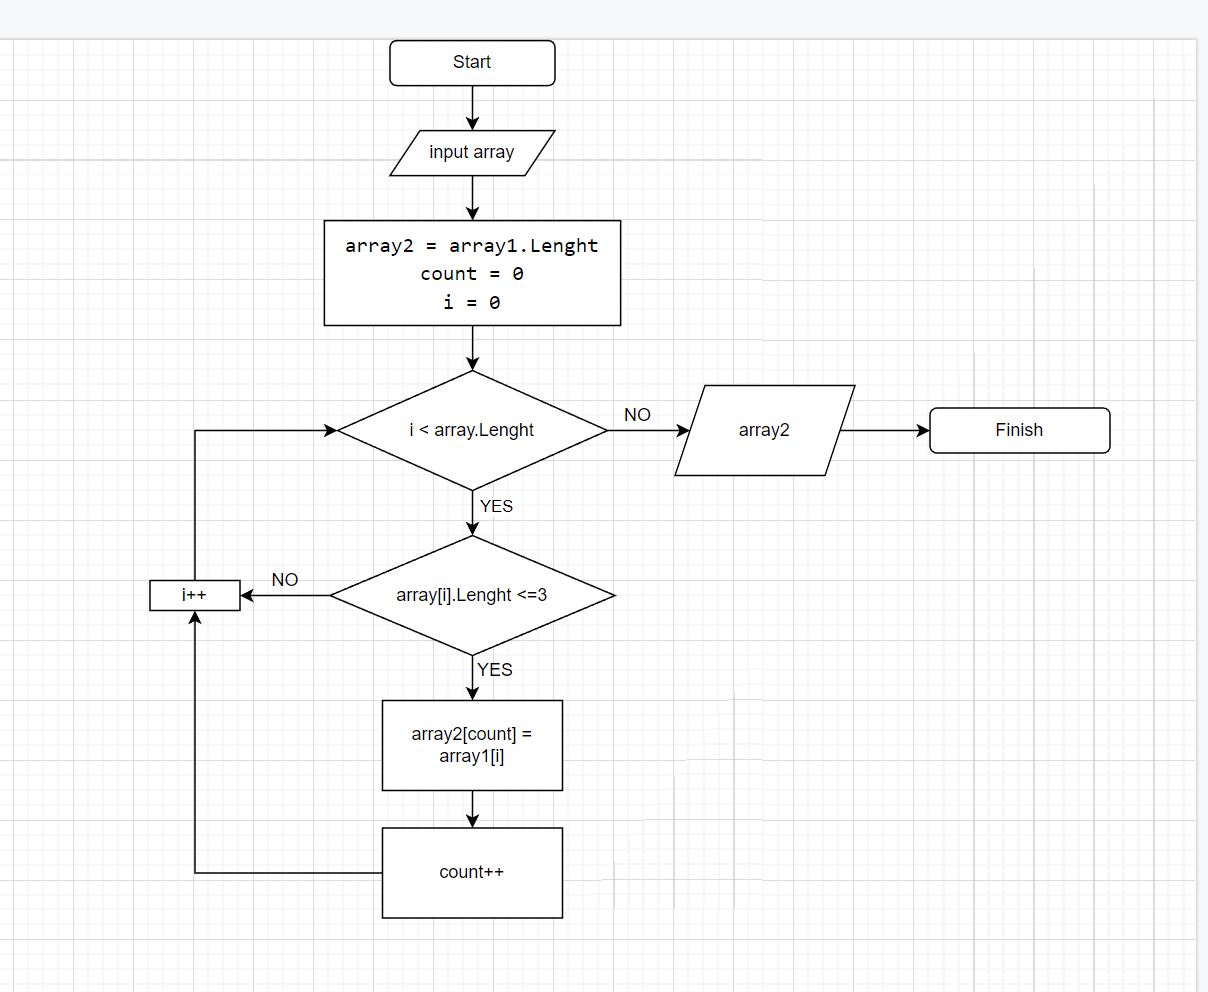 Start
input array
array2 = array1.Lenght
count = 0
i = 0
i < array.Lenght
NO
array2
Finish
YES
array[i].Lenght <=3
NO
i++
YES
array2[count] =
array1[i]
count++